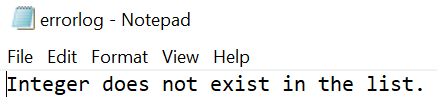 errorlog - Notepad
File Edit Format View Help
Integer does not exist in the list.